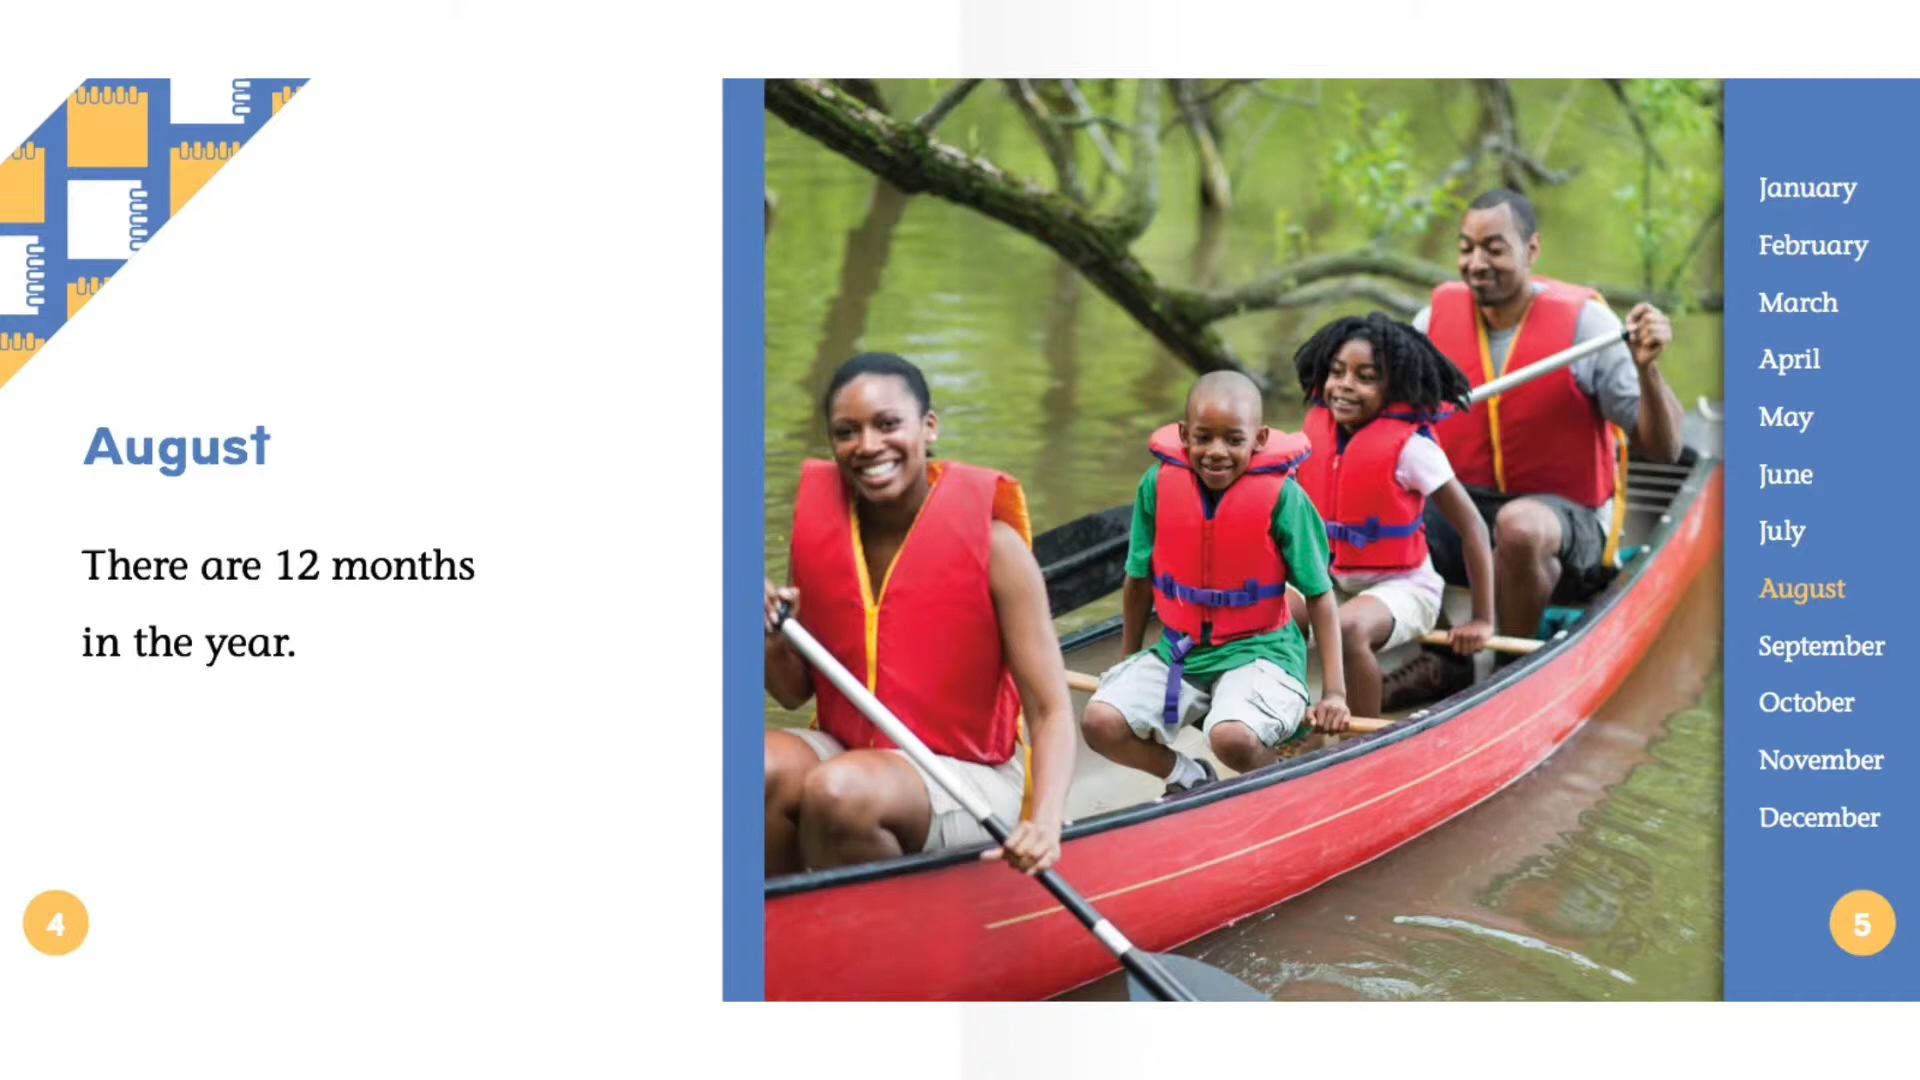 August
There are 12 months
in the year.
4
January
February
March
April
May
June
July
August
September
October
November
December
5